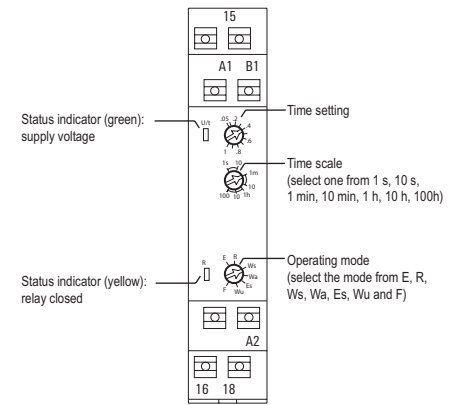 15
A1 B1
Status indicator (green):
supply voltage
U/t
.05 .2 .4 .6 .8 1
Time setting
1s 10 1m 10 1h 10 100
Time scale
(select one from 1 s, 10 s,
1 min, 10 min, 1 h, 10 h, 100h)
Status indicator (yellow):
relay closed
R
E R Ws Wa Es Wu F
Operating mode
(select the mode from E, R,
Ws, Wa, Es, Wu and F)
A2
16 18